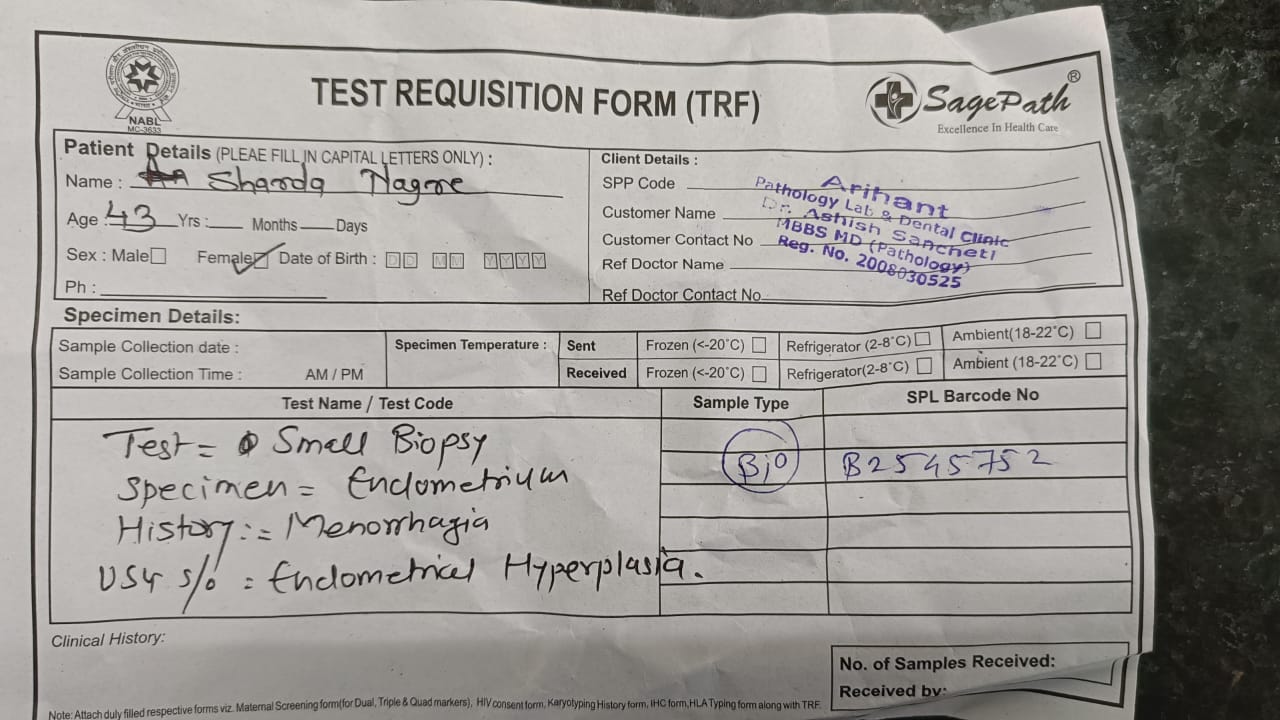 NABL
MC-3633
TEST REQUISITION FORM (TRF)
SagePath®
Excellence In Health Care
Patient Details (PLEAE FILL IN CAPITAL LETTERS ONLY) :
Name : Sharda Nagre
Age : 43 Yrs : Months Days
Sex : Male Female Date of Birth : DD MM YYYY
Ph :
Client Details :
SPP Code
Customer Name
Customer Contact No
Ref Doctor Name
Ref Doctor Contact No
Arihant
Pathology Lab & Dental Clinic
Dr. Ashish Sancheti
MBBS MD (Pathology)
Reg. No. 2008030525
Specimen Details:
Sample Collection date :
Sample Collection Time : AM / PM
Specimen Temperature : Sent Frozen (<-20°C) Refrigerator (2-8°C) Ambient(18-22°C)
Received Frozen (<-20°C) Refrigerator(2-8°C) Ambient (18-22°C)
Test Name / Test Code Sample Type SPL Barcode No
Test = Small Biopsy
Specimen = Endometrium
Bio B2545752
History := Menorrhagia
USG s/o = Endometrical Hyperplasia.
Clinical History:
No. of Samples Received:
Received by:
Note: Attach duly filled respective forms viz. Maternal Screening form(for Dual, Triple & Quad markers), HIV consent form, Karyotyping History form, IHC form, HLA Typing form along with TRF.